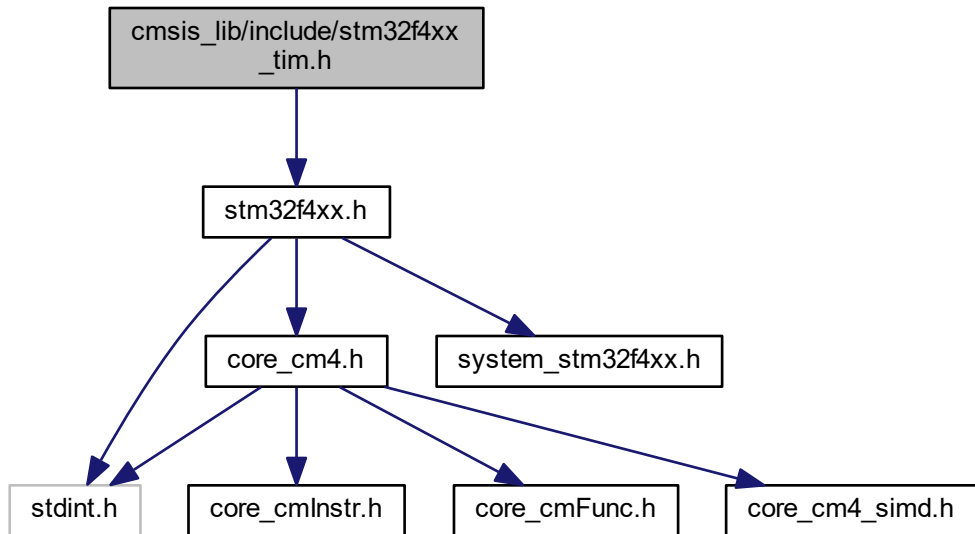 cmsis_lib/include/stm32f4xx
_tim.h
stm32f4xx.h
core_cm4.h
system_stm32f4xx.h
stdint.h
core_cmInstr.h
core_cmFunc.h
core_cm4_simd.h